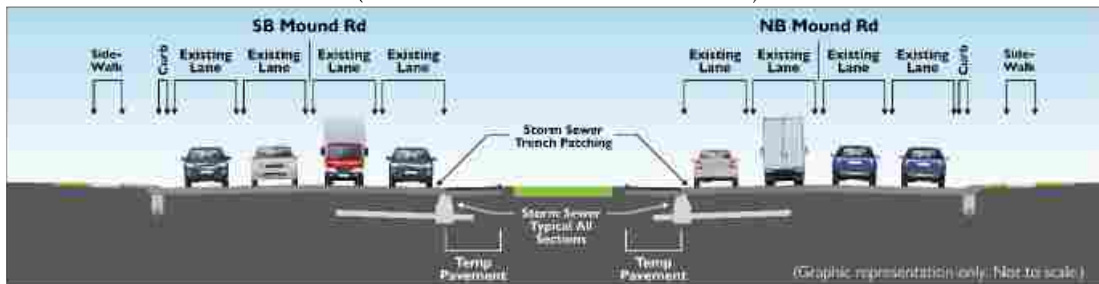 SB Mound Rd
NB Mound Rd
Side-
Walk
Curb
Existing
Lane
Existing
Lane
Existing
Lane
Existing
Lane
Existing
Lane
Existing
Lane
Existing
Lane
Existing
Lane
Curb
Side-
Walk
Storm Sewer
Trench Patching
Storm Sewer
Typical All
Sections
Temp
Pavement
Temp
Pavement
(Graphic representation only. Not to scale.)